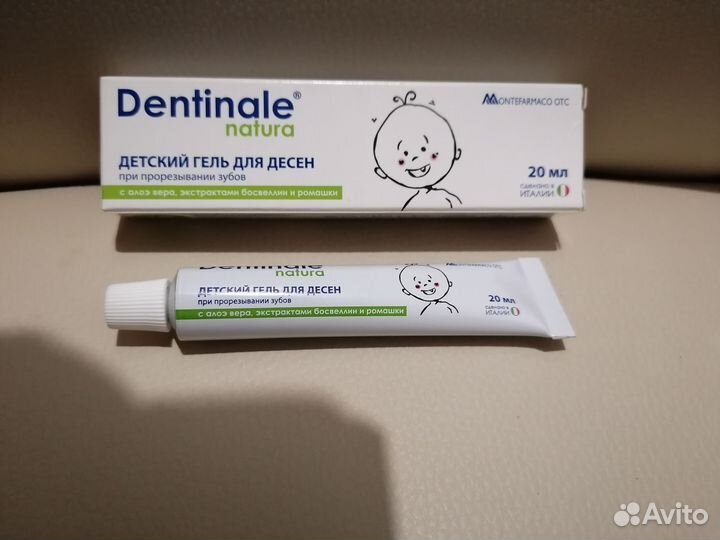 Dentinale®
natura
MONTEFARMACO OTC
ДЕТСКИЙ ГЕЛЬ ДЛЯ ДЕСЕН
при прорезывании зубов
с алоэ вера, экстрактами босвеллии и ромашки
20 мл
СДЕЛАНО В
ИТАЛИИ
Dentinale
natura
MONTEFARMACO OTC
ДЕТСКИЙ ГЕЛЬ ДЛЯ ДЕСЕН
при прорезывании зубов
с алоэ вера, экстрактами босвеллии и ромашки
20 мл
СДЕЛАНО В
ИТАЛИИ
Avito